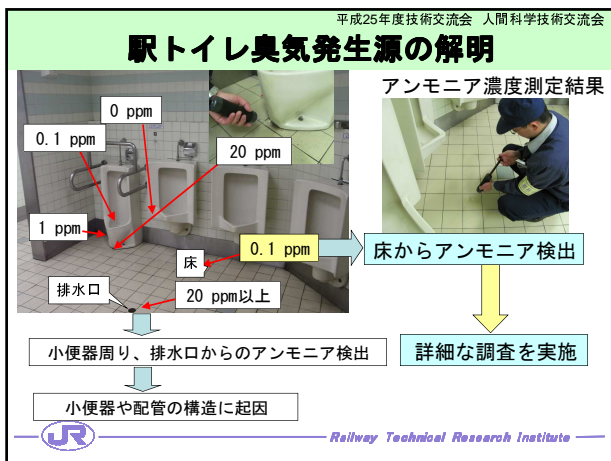 平成25年度技術交流会 人間科学技術交流会
駅トイレ臭気発生源の解明
アンモニア濃度測定結果
0 ppm
0.1 ppm
20 ppm
1 ppm
床
0.1 ppm
床からアンモニア検出
排水口
20 ppm以上
小便器周り、排水口からのアンモニア検出
詳細な調査を実施
小便器や配管の構造に起因
JR
Railway Technical Research Institute